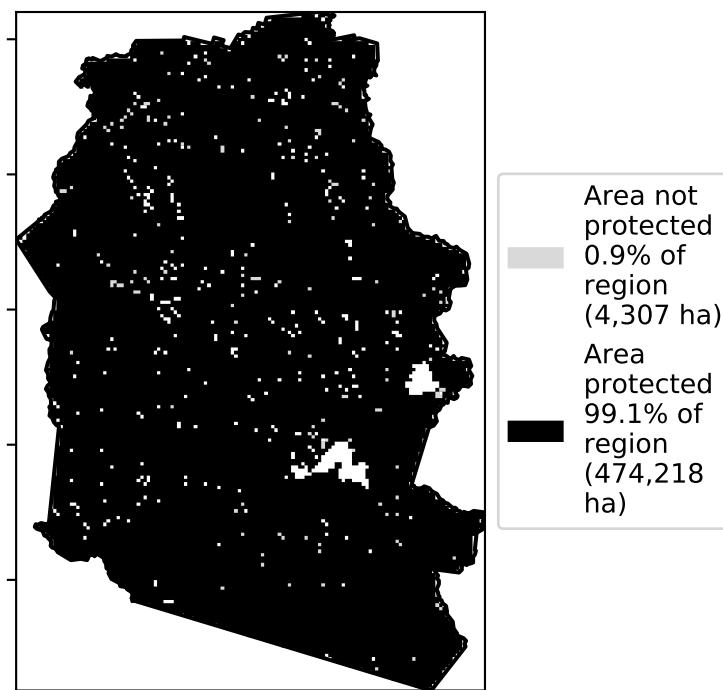 Area not
protected
0.9% of
region
(4,307 ha)
Area
protected
99.1% of
region
(474,218
ha)